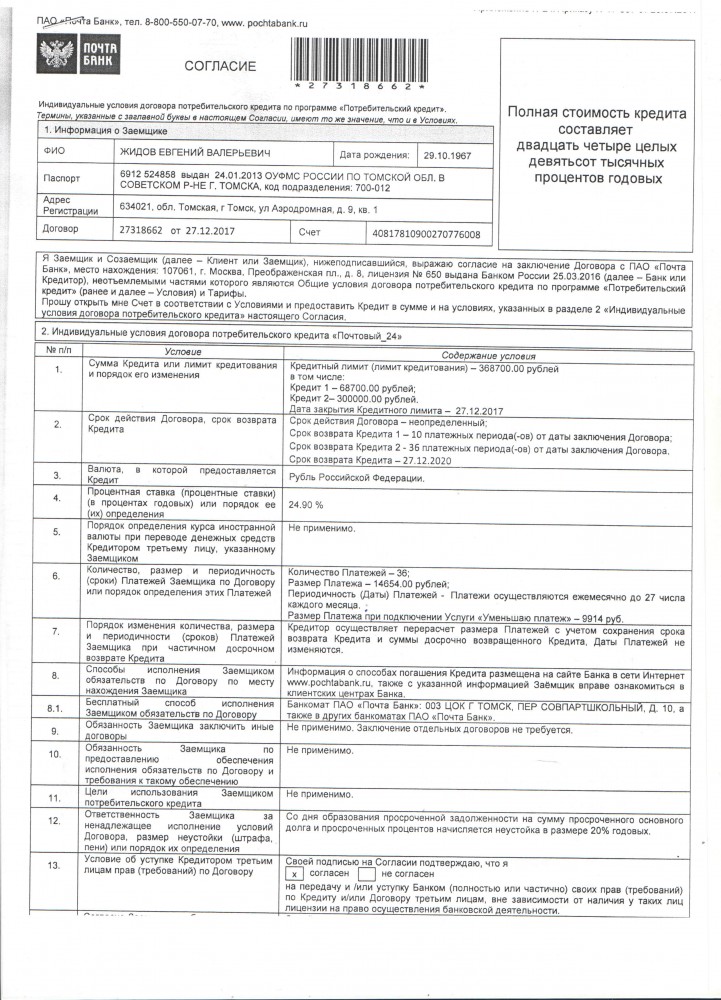 ПАО «Почта Банк», тел. 8-800-550-07-70, www. pochtabank.ru
ПОЧТА
БАНК
СОГЛАСИЕ
*27318662*
Полная стоимость кредита
составляет
двадцать четыре целых
девятьсот тысячных
процентов годовых
Индивидуальные условия договора потребительского кредита по программе «Потребительский кредит».
Термины, указанные с заглавной буквы в настоящем Согласии, имеют то же значение, что и в Условиях.
1. Информация о Заемщике
ФИО
ЖИДОВ ЕВГЕНИЙ ВАЛЕРЬЕВИЧ
Дата рождения:
29.10.1967
Паспорт
6912 524858 выдан 24.01.2013 ОУФМС РОССИИ ПО ТОМСКОЙ ОБЛ. В
СОВЕТСКОМ Р-НЕ Г. ТОМСКА, код подразделения: 700-012
Адрес
Регистрации
634021, обл. Томская, г Томск, ул Аэродромная, д. 9, кв. 1
Договор
27318662 от 27.12.2017
Счет
40817810900270776008
Я Заемщик и Созаемщик (далее – Клиент или Заемщик), нижеподписавшийся, выражаю согласие на заключение Договора с ПАО «Почта
Банк», место нахождения: 107061, г. Москва, Преображенская пл., д. 8, лицензия № 650 выдана Банком России 25.03.2016 (далее – Банк или
Кредитор), неотъемлемыми частями которого являются Общие условия договора потребительского кредита по программе «Потребительский
кредит» (ранее и далее – Условия) и Тарифы.
Прошу открыть мне Счет в соответствии с Условиями и предоставить Кредит в сумме и на условиях, указанных в разделе 2 «Индивидуальные
условия договора потребительского кредита» настоящего Согласия.
2. Индивидуальные условия договора потребительского кредита «Почтовый_24»
№ п/п
Условие
Содержание условия
1.
Сумма Кредита или лимит кредитования
и порядок его изменения
Кредитный лимит (лимит кредитования) – 368700.00 рублей
в том числе:
Кредит 1 – 68700.00 рублей;
Кредит 2– 300000.00 рублей.
Дата закрытия Кредитного лимита – 27.12.2017
2.
Срок действия Договора, срок возврата
Кредита
Срок действия Договора – неопределенный;
Срок возврата Кредита 1 – 10 платежных периода(-ов) от даты заключения Договора;
Срок возврата Кредита 2 - 36 платежных периода(-ов) от даты заключения Договора.
Срок возврата Кредита – 27.12.2020
3.
Валюта, в которой предоставляется
Кредит
Рубль Российской Федерации.
4.
Процентная ставка (процентные ставки)
(в процентах годовых) или порядок ее
(их) определения
24.90 %
5.
Порядок определения курса иностранной
валюты при переводе денежных средств
Кредитором третьему лицу, указанному
Заемщиком
Не применимо.
6.
Количество, размер и периодичность
(сроки) Платежей Заемщика по Договору
или порядок определения этих Платежей
Количество Платежей – 36;
Размер Платежа – 14654.00 рублей;
Периодичность (Даты) Платежей - Платежи осуществляются ежемесячно до 27 числа
каждого месяца.
Размер Платежа при подключении Услуги «Уменьшаю платеж» – 9914 руб.
7.
Порядок изменения количества, размера
и периодичности (сроков) Платежей
Заемщика при частичном досрочном
возврате Кредита
Кредитор осуществляет перерасчет размера Платежей с учетом сохранения срока
возврата Кредита и суммы досрочно возвращенного Кредита, Даты Платежей не
изменяются.
8.
Способы исполнения Заемщиком
обязательств по Договору по месту
нахождения Заемщика
Информация о способах погашения Кредита размещена на сайте Банка в сети Интернет
www.pochtabank.ru, также с указанной информацией Заёмщик вправе ознакомиться в
клиентских центрах Банка.
8.1.
Бесплатный способ исполнения
Заемщиком обязательств по Договору
Банкомат ПАО «Почта Банк»: 003 ЦОК Г ТОМСК, ПЕР СОВПАРТШКОЛЬНЫЙ, Д. 10, а
также в других банкоматах ПАО «Почта Банк».
9.
Обязанность Заемщика заключить иные
договоры
Не применимо. Заключение отдельных договоров не требуется.
10.
Обязанность Заемщика по
предоставлению обеспечения
исполнения обязательств по Договору и
требования к такому обеспечению
Не применимо.
11.
Цели использования Заемщиком
потребительского кредита
Не применимо.
12.
Ответственность Заемщика за
ненадлежащее исполнение условий
Договора, размер неустойки (штрафа,
пени) или порядок их определения
Со дня образования просроченной задолженности на сумму просроченного основного
долга и просроченных процентов начисляется неустойка в размере 20% годовых.
13.
Условие об уступке Кредитором третьим
лицам прав (требований) по Договору
Своей подписью на Согласии подтверждаю, что я
x согласен не согласен
на передачу и /или уступку Банком (полностью или частично) своих прав (требований)
по Кредиту и/или Договору третьим лицам, вне зависимости от наличия у таких лиц
лицензии на право осуществления банковской деятельности.